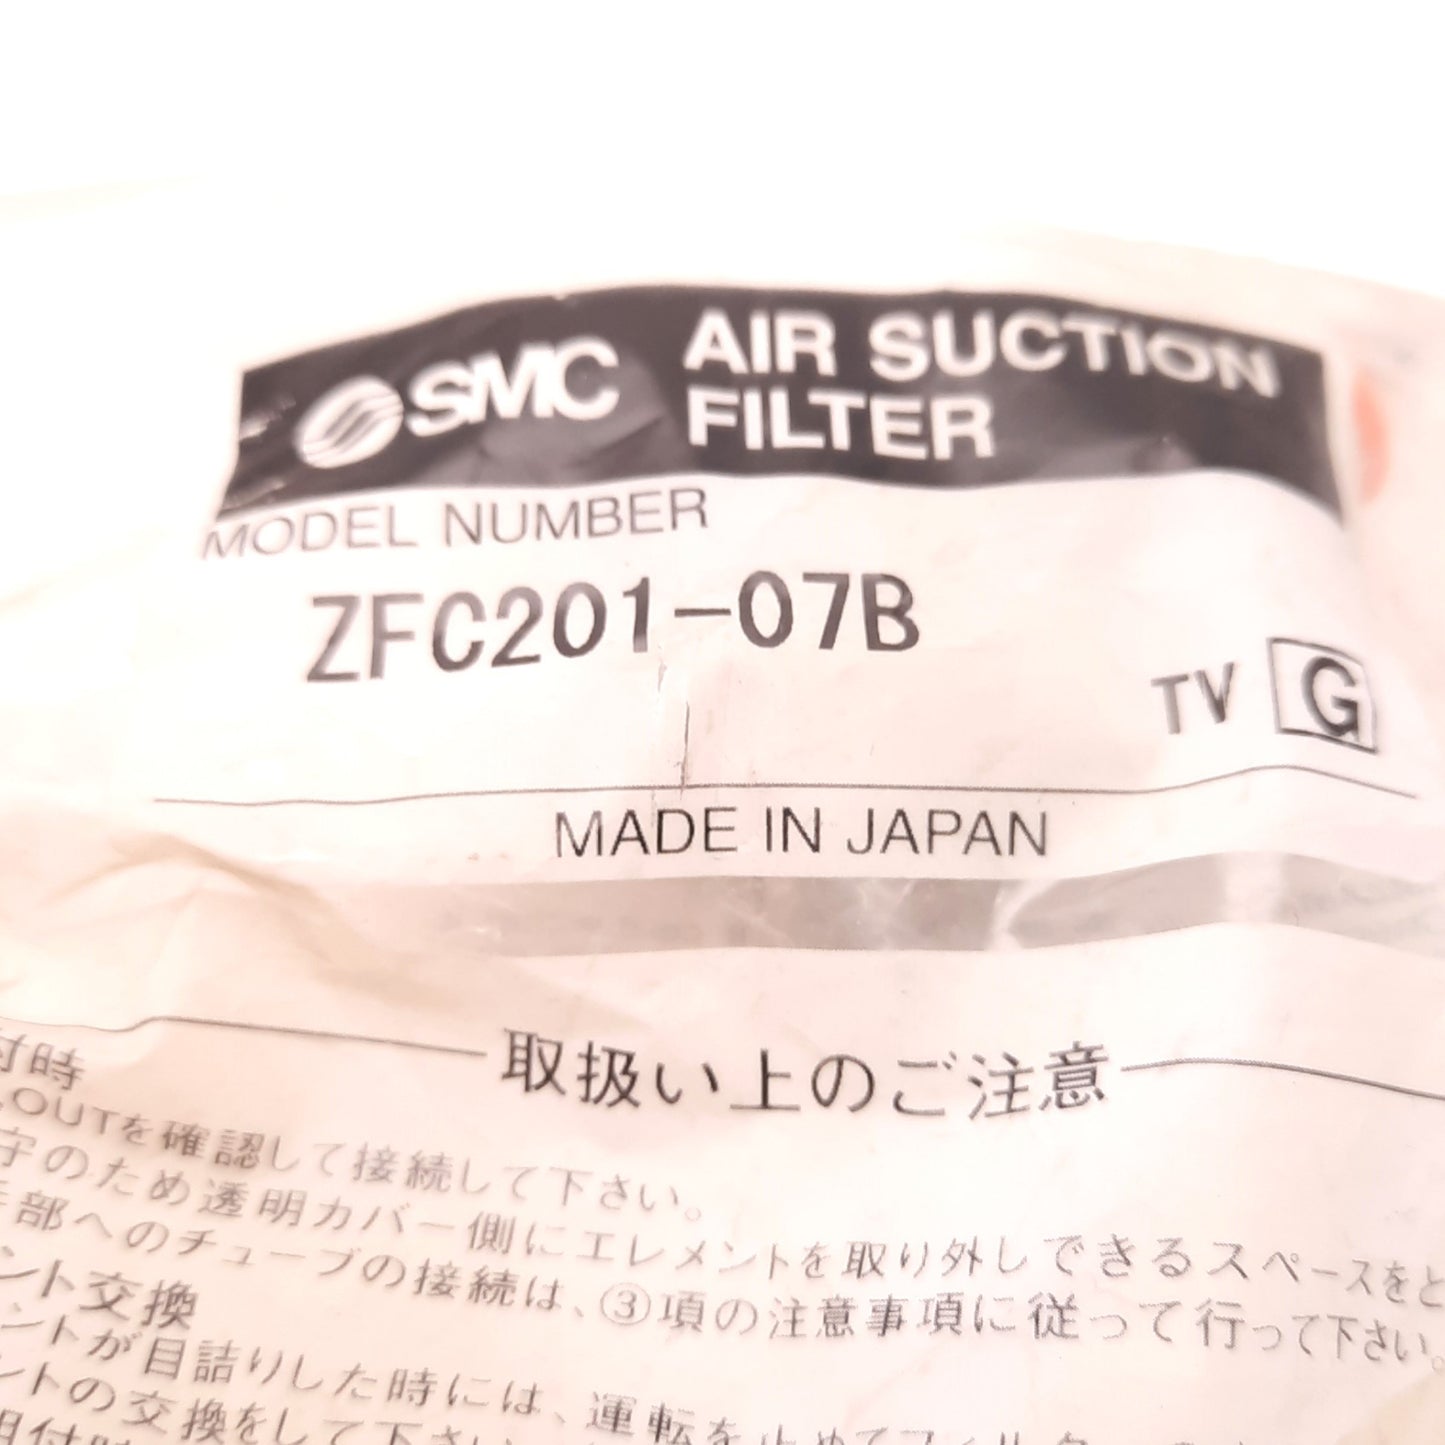 SMC AIR SUCTION
FILTER
MODEL NUMBER
ZFC201-07B
TV G
MADE IN JAPAN
取扱い上のご注意
付時
OUTを確認して接続して下さい。
守のため透明カバー側にエレメントを取り外しできるスペースをと
部へのチューブの接続は、③項の注意事項に従って行って下さい。
ント交換
ントが目詰りした時には、運転を止めてフィルタ
ントの交換をして下さい。